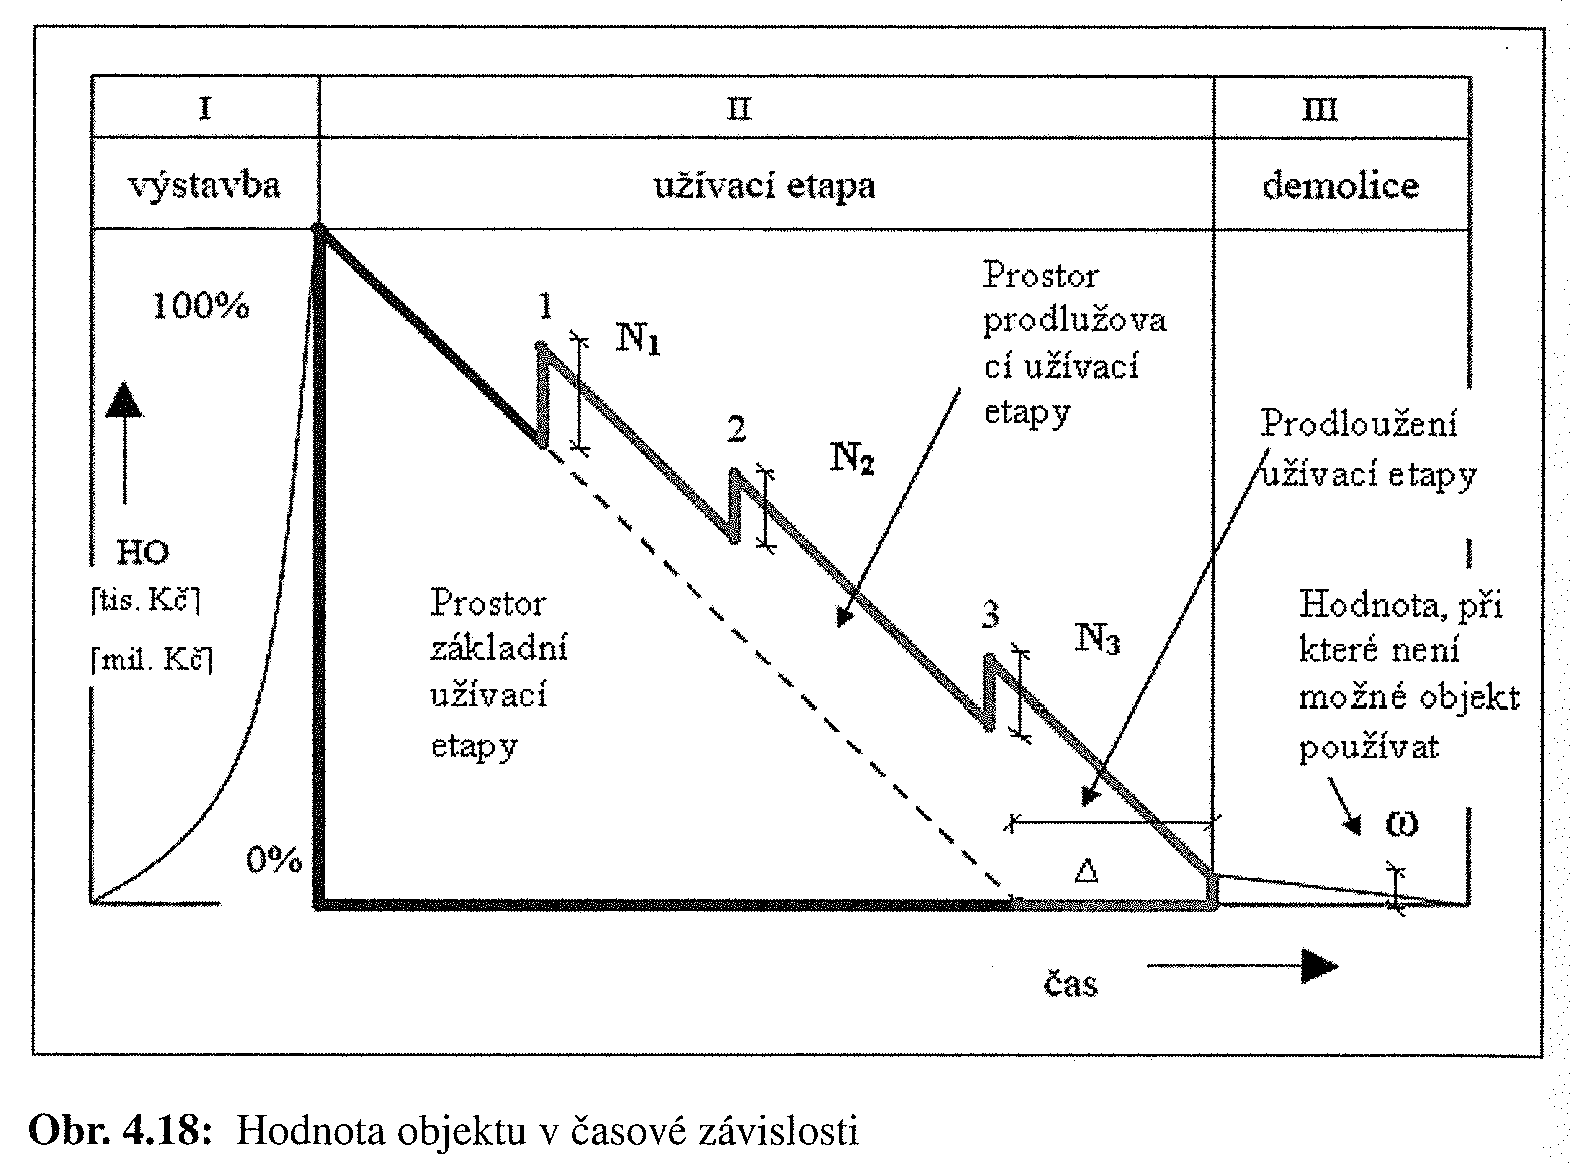 I II III
výstavba užívací etapa demolice
100%
HO
[tis. Kč]
[mil. Kč]
0%
1
N1
2
N2
3
N3
Prostor
základní
užívací
etapy
Prostor
prodlužova
cí užívací
etapy
Prodloužení
užívací etapy
Hodnota, při
které není
možné objekt
používat
ω
Δ
čas
Obr. 4.18: Hodnota objektu v časové závislosti